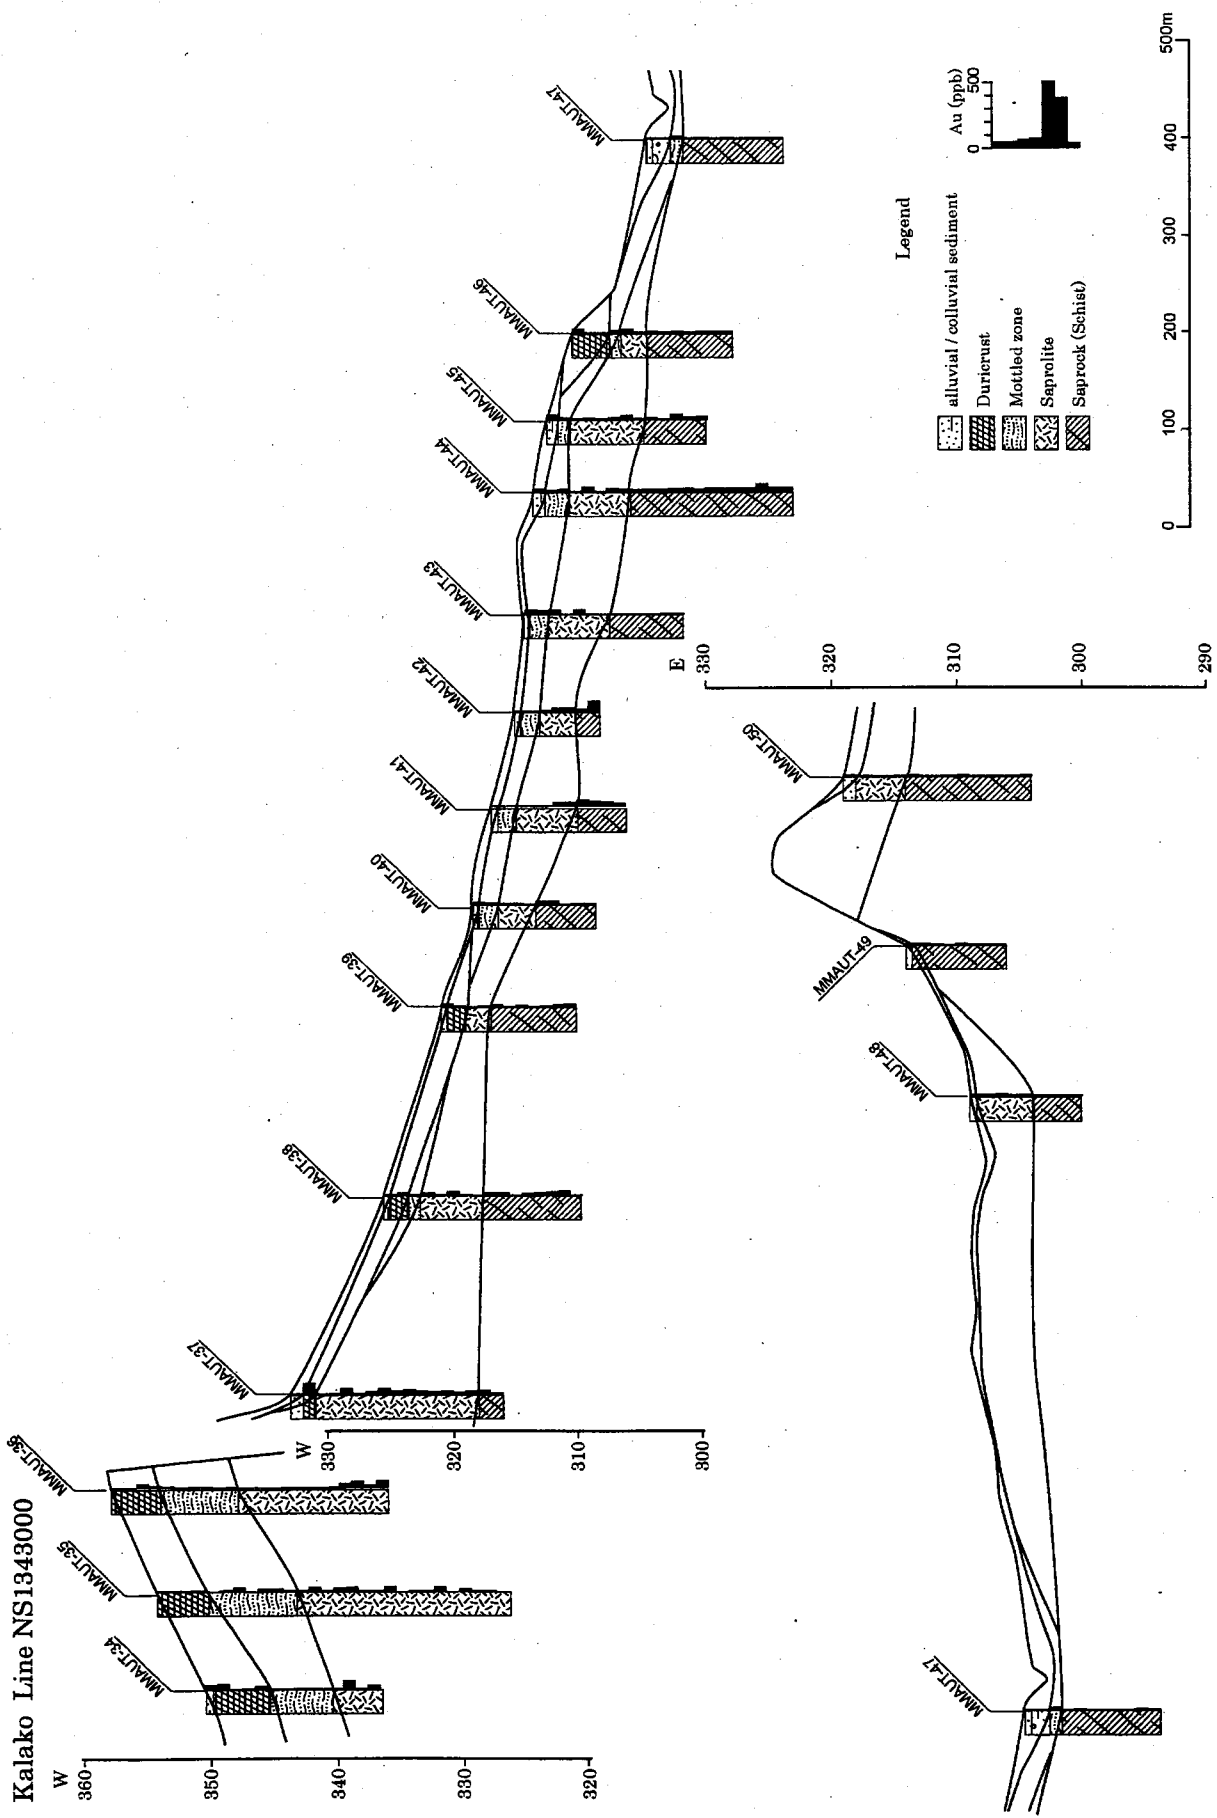 Kalako Line NS1343000
W
360
350
340
330
320
MMAUT-34
MMAUT-35
MMAUT-36
W
330
320
310
300
MMAUT-37
MMAUT-38
MMAUT-39
MMAUT-40
MMAUT-41
MMAUT-42
MMAUT-43
MMAUT-44
MMAUT-45
MMAUT-46
MMAUT-47
MMAUT-47
MMAUT-48
MMAUT-49
MMAUT-50
E
330
320
310
300
290
Legend
alluvial / colluvial sediment
Duricrust
Mottled zone
Saprolite
Saprock (Schist)
Au (ppb)
0 500
0 100 200 300 400 500m